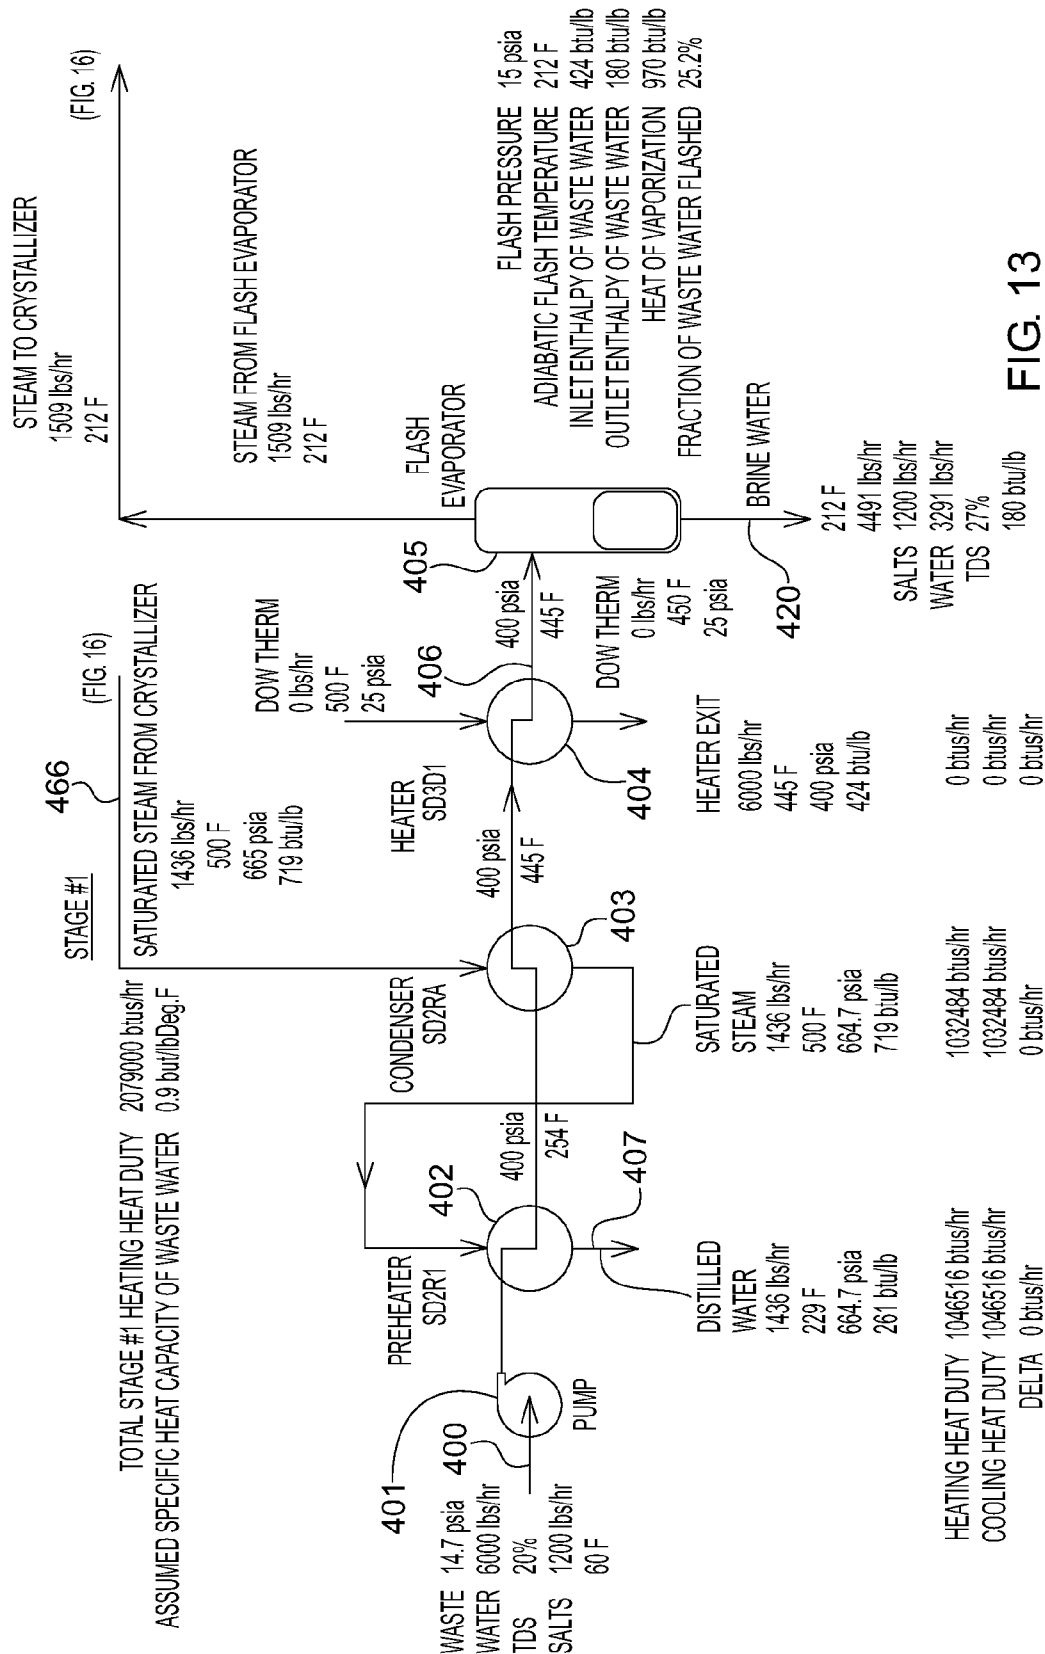 STEAM TO CRYSTALLIZER
1509 lbs/hr
212 F
(FIG. 16)
STEAM FROM FLASH EVAPORATOR
1509 lbs/hr
212 F
STAGE #1
466
(FIG. 16)
SATURATED STEAM FROM CRYSTALLIZER
1436 lbs/hr
500 F
665 psia
719 btu/lb
TOTAL STAGE #1 HEATING HEAT DUTY 2079000 btus/hr
ASSUMED SPECIFIC HEAT CAPACITY OF WASTE WATER 0.9 but/lbDeg.F
WASTE 14.7 psia
WATER 6000 lbs/hr
TDS 20%
SALTS 1200 lbs/hr
60 F
400
401
PUMP
PREHEATER
SD2R1
402
400 psia
254 F
407
DISTILLED
WATER
1436 lbs/hr
229 F
664.7 psia
261 btu/lb
CONDENSER
SD2RA
403
400 psia
445 F
SATURATED
STEAM
1436 lbs/hr
500 F
664.7 psia
719 btu/lb
HEATER
SD3D1
DOW THERM
0 lbs/hr
500 F
25 psia
404
406
400 psia
445 F
DOW THERM
0 lbs/hr
450 F
25 psia
HEATER EXIT
6000 lbs/hr
445 F
400 psia
424 btu/lb
FLASH
EVAPORATOR
405
FLASH PRESSURE 15 psia
ADIABATIC FLASH TEMPERATURE 212 F
INLET ENTHALPY OF WASTE WATER 424 btu/lb
OUTLET ENTHALPY OF WASTE WATER 180 btu/lb
HEAT OF VAPORIZATION 970 btu/lb
FRACTION OF WASTE WATER FLASHED 25.2%
BRINE WATER
420
212 F
4491 lbs/hr
SALTS 1200 lbs/hr
WATER 3291 lbs/hr
TDS 27%
180 btu/lb
HEATING HEAT DUTY 1046516 btus/hr 1032484 btus/hr 0 btus/hr
COOLING HEAT DUTY 1046516 btus/hr 1032484 btus/hr 0 btus/hr
DELTA 0 btus/hr 0 btus/hr 0 btus/hr
FIG. 13